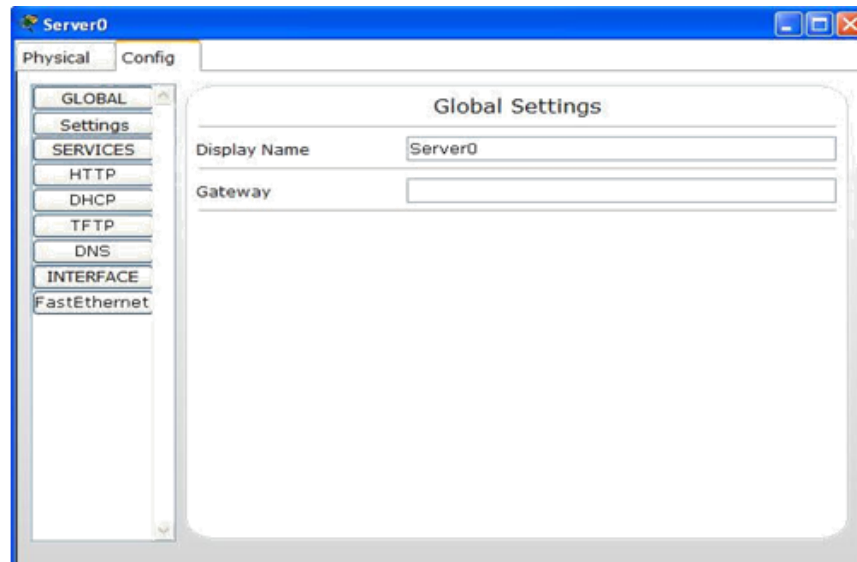 Server0
Physical Config
GLOBAL
Settings
SERVICES
HTTP
DHCP
TFTP
DNS
INTERFACE
FastEthernet
Global Settings
Display Name Server0
Gateway